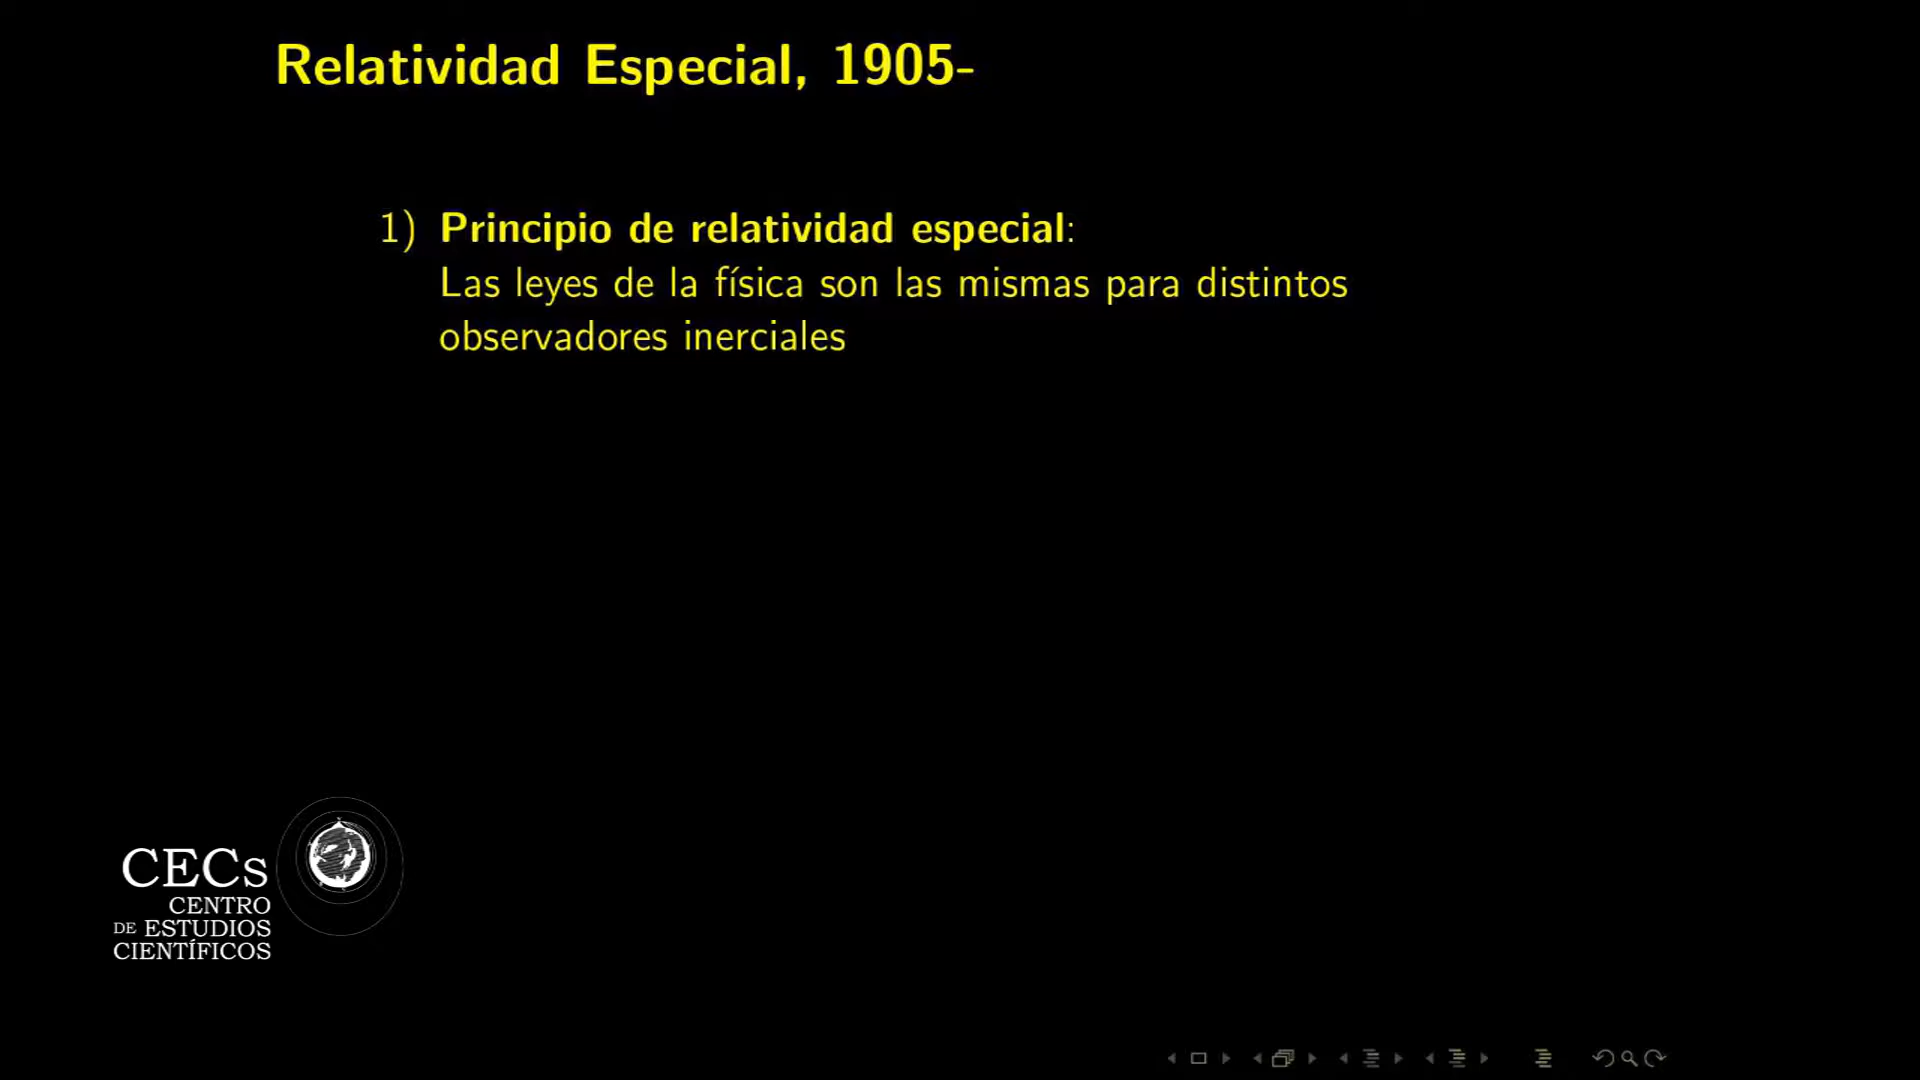 Relatividad Especial, 1905-
1) Principio de relatividad especial:
Las leyes de la física son las mismas para distintos
observadores inerciales
CECs
CENTRO
DE ESTUDIOS
CIENTÍFICOS